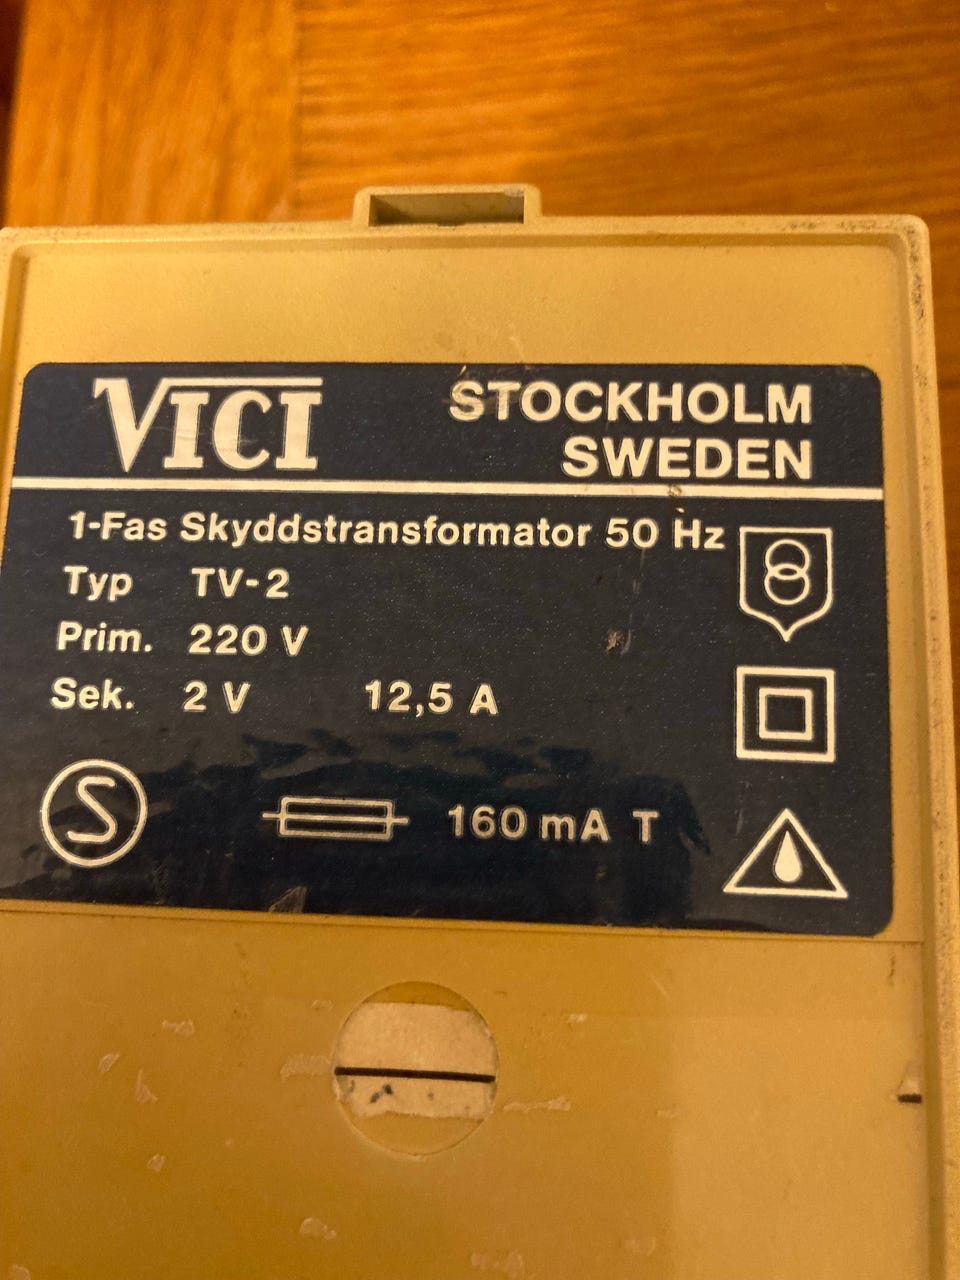 VICI
STOCKHOLM
SWEDEN
1-Fas Skyddstransformator 50 Hz
Typ TV-2
Prim. 220 V
Sek. 2 V 12,5 A
S
160 mA T